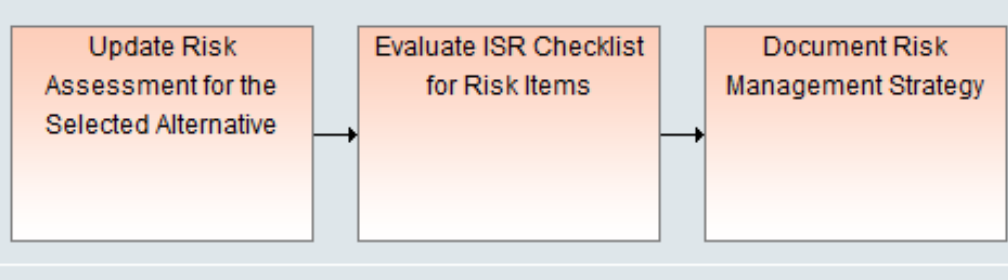 Update Risk
Assessment for the
Selected Alternative
Evaluate ISR Checklist
for Risk Items
Document Risk
Management Strategy